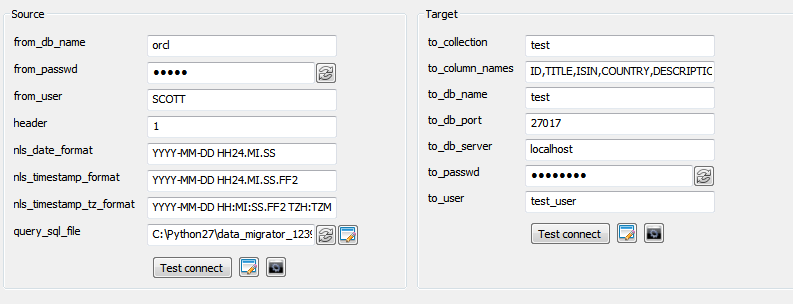 Source
from_db_name orcl
from_passwd •••••
from_user SCOTT
header 1
nls_date_format YYYY-MM-DD HH24.MI.SS
nls_timestamp_format YYYY-MM-DD HH24.MI.SS.FF2
nls_timestamp_tz_format YYYY-MM-DD HH:MI:SS.FF2 TZH:TZM
query_sql_file C:\Python27\data_migrator_1239
Test connect
Target
to_collection test
to_column_names ID,TITLE,ISIN,COUNTRY,DESCRIPTIC
to_db_name test
to_db_port 27017
to_db_server localhost
to_passwd ••••••••
to_user test_user
Test connect